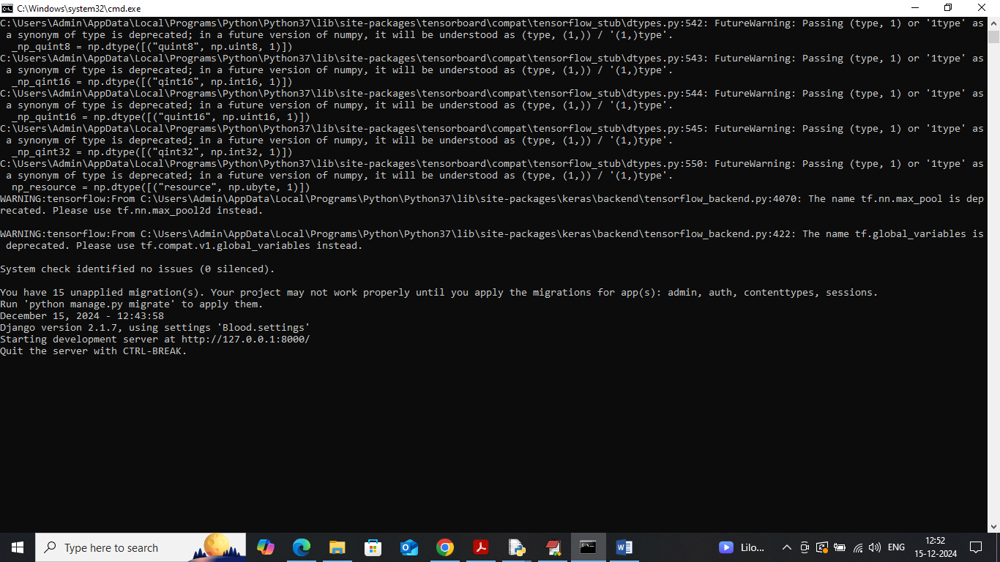 C:\Windows\system32\cmd.exe
C:\Users\Admin\AppData\Local\Programs\Python\Python37\lib\site-packages\tensorboard\compat\tensorflow_stub\dtypes.py:542: FutureWarning: Passing (type, 1) or '1type' as
a synonym of type is deprecated; in a future version of numpy, it will be understood as (type, (1,)) / '(1,)type'.
_np_quint8 = np.dtype([("quint8", np.uint8, 1)])
C:\Users\Admin\AppData\Local\Programs\Python\Python37\lib\site-packages\tensorboard\compat\tensorflow_stub\dtypes.py:543: FutureWarning: Passing (type, 1) or '1type' as
a synonym of type is deprecated; in a future version of numpy, it will be understood as (type, (1,)) / '(1,)type'.
_np_qint16 = np.dtype([("qint16", np.int16, 1)])
C:\Users\Admin\AppData\Local\Programs\Python\Python37\lib\site-packages\tensorboard\compat\tensorflow_stub\dtypes.py:544: FutureWarning: Passing (type, 1) or '1type' as
a synonym of type is deprecated; in a future version of numpy, it will be understood as (type, (1,)) / '(1,)type'.
_np_quint16 = np.dtype([("quint16", np.uint16, 1)])
C:\Users\Admin\AppData\Local\Programs\Python\Python37\lib\site-packages\tensorboard\compat\tensorflow_stub\dtypes.py:545: FutureWarning: Passing (type, 1) or '1type' as
a synonym of type is deprecated; in a future version of numpy, it will be understood as (type, (1,)) / '(1,)type'.
_np_qint32 = np.dtype([("qint32", np.int32, 1)])
C:\Users\Admin\AppData\Local\Programs\Python\Python37\lib\site-packages\tensorboard\compat\tensorflow_stub\dtypes.py:550: FutureWarning: Passing (type, 1) or '1type' as
a synonym of type is deprecated; in a future version of numpy, it will be understood as (type, (1,)) / '(1,)type'.
np_resource = np.dtype([("resource", np.ubyte, 1)])
WARNING:tensorflow:From C:\Users\Admin\AppData\Local\Programs\Python\Python37\lib\site-packages\keras\backend\tensorflow_backend.py:4070: The name tf.nn.max_pool is dep
recated. Please use tf.nn.max_pool2d instead.
WARNING:tensorflow:From C:\Users\Admin\AppData\Local\Programs\Python\Python37\lib\site-packages\keras\backend\tensorflow_backend.py:422: The name tf.global_variables is
deprecated. Please use tf.compat.v1.global_variables instead.
System check identified no issues (0 silenced).
You have 15 unapplied migration(s). Your project may not work properly until you apply the migrations for app(s): admin, auth, contenttypes, sessions.
Run 'python manage.py migrate' to apply them.
December 15, 2024 - 12:43:58
Django version 2.1.7, using settings 'Blood.settings'
Starting development server at http://127.0.0.1:8000/
Quit the server with CTRL-BREAK.
Type here to search
Lilo...
ENG
12:52
15-12-2024